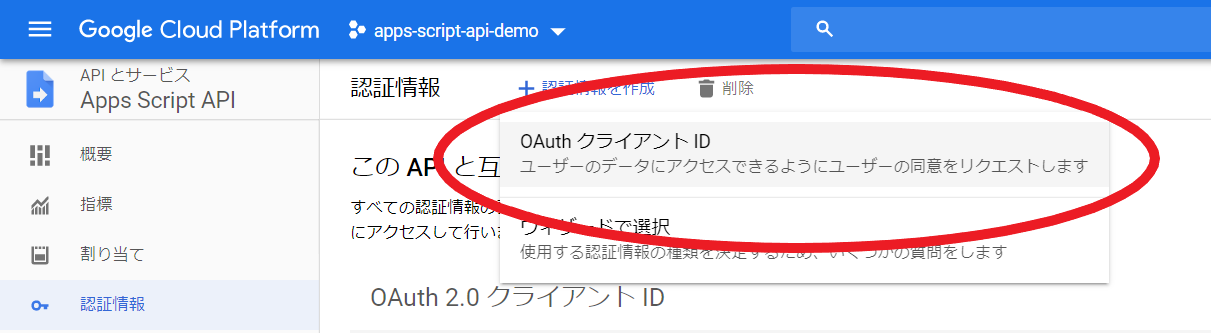 Google Cloud Platform
apps-script-api-demo
API とサービス
Apps Script API
認証情報
認証情報を作成
削除
概要
指標
割り当て
認証情報
OAuth クライアント ID
ユーザーのデータにアクセスできるようにユーザーの同意をリクエストします
ウィザードで選択
使用する認証情報の種類を決定するため、いくつかの質問をします
この API と互
すべての認証情報の
にアクセスして行いま
OAuth 2.0 クライアント ID